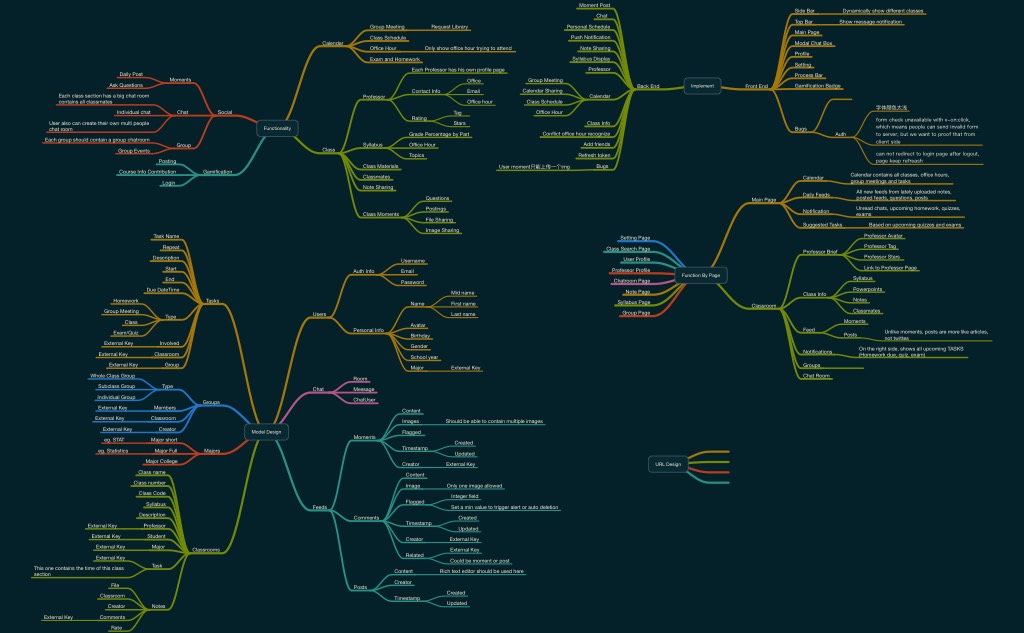 Functionality
Calendar
Group Meeting
Request Library
Class Schedule
Office Hour
Only show office hour trying to attend
Exam and Homework
Class
Professor
Each Professor has his own profile page
Contact Info
Office
Email
Office hour
Rating
Tag
Stars
Syllabus
Grade Percentage by Part
Office Hour
Topics
Class Materials
Classmates
Note Sharing
Class Moments
Questions
Postings
File Sharing
Image Sharing
Social
Moments
Daily Post
Ask Questions
Chat
Each class section has a big chat room
contains all classmates
Individual chat
User also can create their own multi people
chat room
Group
Each group should contain a group chatroom
Group Events
Gamification
Posting
Course Info Contribution
Login
Implement
Back End
Moment Post
Chat
Personal Schedule
Push Notification
Note Sharing
Syllabus Display
Professor
Calendar
Group Meeting
Calendar Sharing
Class Schedule
Office Hour
Class Info
Conflict office hour recognize
Add friends
Refresh token
Bugs
User moment只能上传一个img
Front End
Side Bar
Dynamically show different classes
Top Bar
Show message notification
Main Page
Modal Chat Box
Profile
Setting
Process Bar
Gamification Badge
Bugs
Auth
form check unavailable with v-on:click,
which means people can send invalid form
to server, but we want to proof that from
client side
can not redirect to login page after logout,
page keep refreash
Function By Page
Main Page
Calendar
Calendar contains all classes, office hours,
group meetings and tasks
Daily Feeds
All new feeds from lately uploaded notes,
posted feeds, questions, posts
Notification
Unread chats, upcoming homework, quizzes,
exams
Suggested Tasks
Based on upcoming quizzes and exams
Classroom
Professor Brief
Professor Avatar
Professor Tag
Professor Stars
Link to Professor Page
Class Info
Syllabus
Powerpoints
Notes
Classmates
Feed
Moments
Posts
Unlike moments, posts are more like articles,
not twitties
Notifications
On the right side, shows all upcoming TASKS
(Homework due, quiz, exam)
Groups
Chat Room
Setting Page
Class Search Page
User Profile
Professor Profile
Chatroom Page
Note Page
Syllabus Page
Group Page
Model Design
Users
Auth Info
Username
Email
Password
Personal Info
Name
Mid name
First name
Last name
Avatar
Birthday
Gender
School year
Major
External Key
Chat
Room
Message
ChatUser
Feeds
Moments
Content
Images
Should be able to contain multiple images
Flagged
Timestamp
Created
Updated
Creator
External Key
Comments
Content
Image
Only one image allowed
Flagged
Integer field
Set a min value to trigger alert or auto deletion
Timestamp
Created
Updated
Creator
External Key
Related
External Key
Could be moment or post
Posts
Content
Rich text editor should be used here
Creator
Timestamp
Created
Updated
Tasks
Task Name
Repeat
Description
Start
End
Due DateTime
Type
Homework
Group Meeting
Class
Exam/Quiz
Involved
External Key
Classroom
External Key
Group
External Key
Groups
Type
Whole Class Group
Subclass Group
Individual Group
Members
External Key
Classroom
External Key
Creator
External Key
Majors
Major short
eg. STAT
Major Full
eg. Statistics
Major College
Classrooms
Class name
Class number
Class Code
Syllabus
Description
Professor
External Key
Student
External Key
Major
External Key
Task
External Key
This one contains the time of this class
section
Notes
File
Classroom
Creator
Comments
External Key
Rate
URL Design